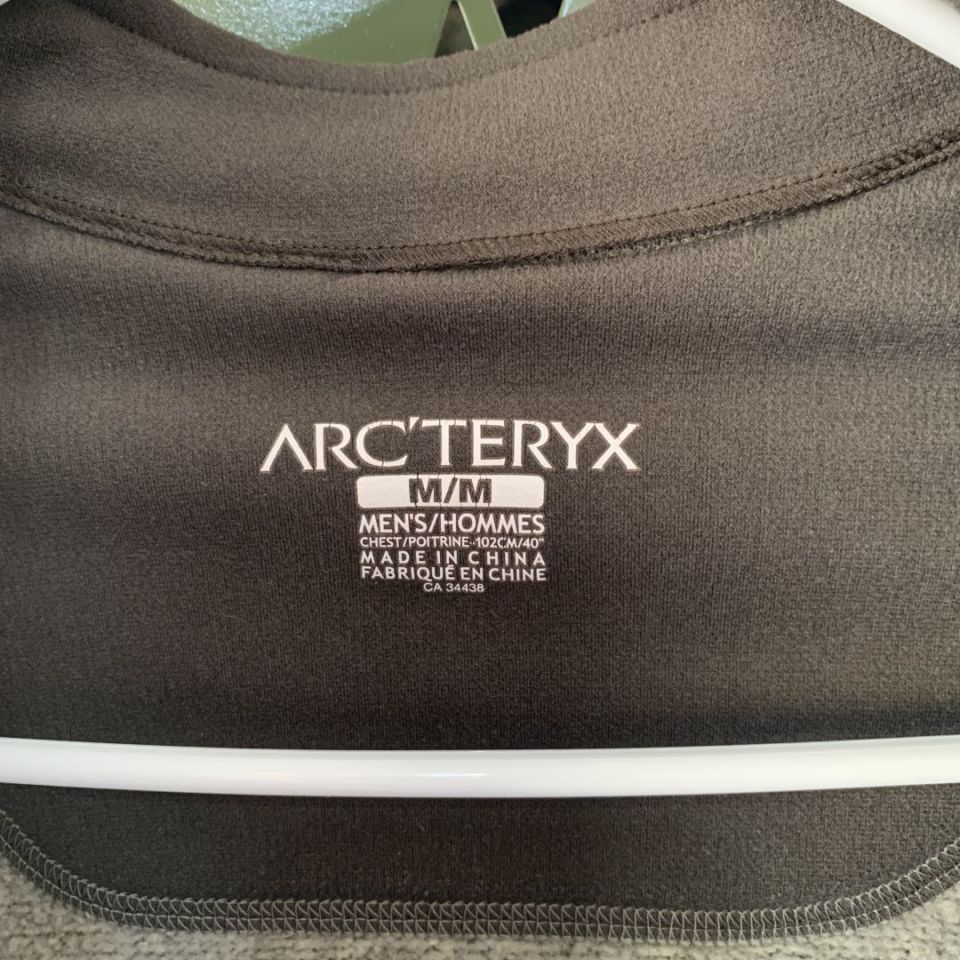 ARC'TERYX
M/M
MEN'S/HOMMES
CHEST/POITRINE-102CM/40"
MADE IN CHINA
FABRIQUÉ EN CHINE
CA 34438